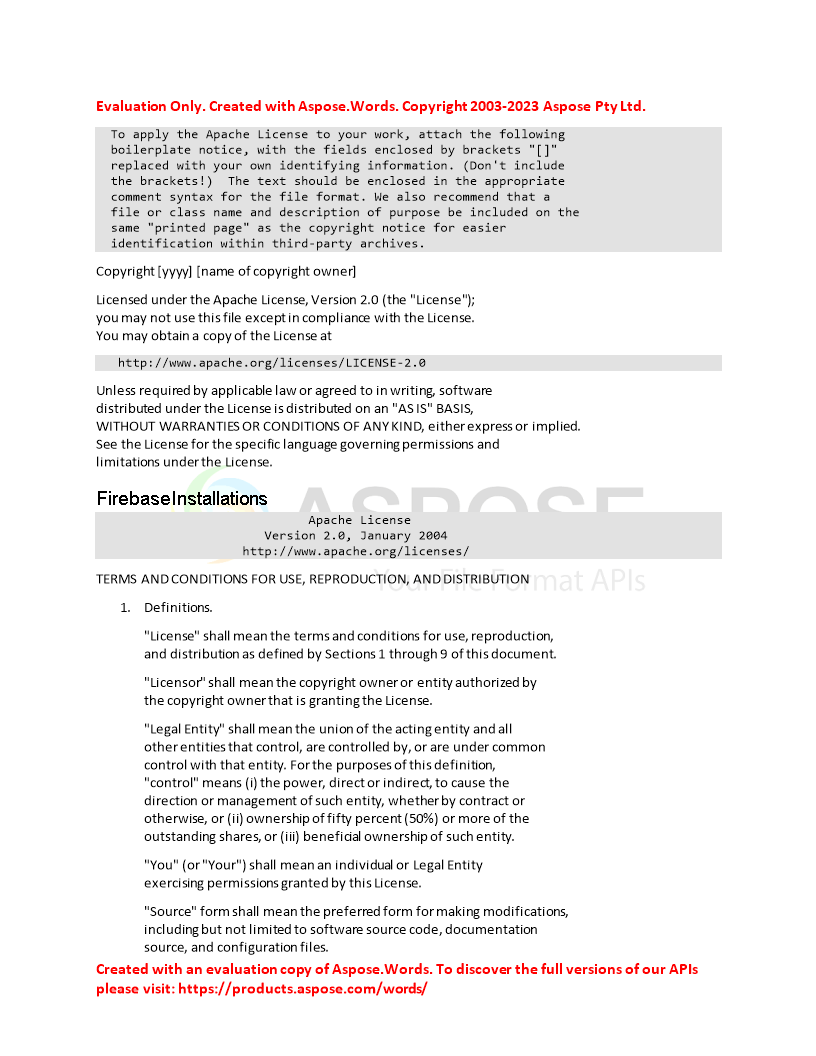 Evaluation Only. Created with Aspose.Words. Copyright 2003-2023 Aspose Pty Ltd.
To apply the Apache License to your work, attach the following
boilerplate notice, with the fields enclosed by brackets "[]"
replaced with your own identifying information. (Don't include
the brackets!)  The text should be enclosed in the appropriate
comment syntax for the file format. We also recommend that a
file or class name and description of purpose be included on the
same "printed page" as the copyright notice for easier
identification within third-party archives.
Copyright [yyyy] [name of copyright owner]
Licensed under the Apache License, Version 2.0 (the "License");
you may not use this file except in compliance with the License.
You may obtain a copy of the License at
http://www.apache.org/licenses/LICENSE-2.0
Unless required by applicable law or agreed to in writing, software
distributed under the License is distributed on an "AS IS" BASIS,
WITHOUT WARRANTIES OR CONDITIONS OF ANY KIND, either express or implied.
See the License for the specific language governing permissions and
limitations under the License.
ASPOSE
FirebaseInstallations
Apache License
Version 2.0, January 2004
http://www.apache.org/licenses/
Your File Format APIs
TERMS AND CONDITIONS FOR USE, REPRODUCTION, AND DISTRIBUTION
1. Definitions.
"License" shall mean the terms and conditions for use, reproduction,
and distribution as defined by Sections 1 through 9 of this document.
"Licensor" shall mean the copyright owner or entity authorized by
the copyright owner that is granting the License.
"Legal Entity" shall mean the union of the acting entity and all
other entities that control, are controlled by, or are under common
control with that entity. For the purposes of this definition,
"control" means (i) the power, direct or indirect, to cause the
direction or management of such entity, whether by contract or
otherwise, or (ii) ownership of fifty percent (50%) or more of the
outstanding shares, or (iii) beneficial ownership of such entity.
"You" (or "Your") shall mean an individual or Legal Entity
exercising permissions granted by this License.
"Source" form shall mean the preferred form for making modifications,
including but not limited to software source code, documentation
source, and configuration files.
Created with an evaluation copy of Aspose.Words. To discover the full versions of our APIs
please visit: https://products.aspose.com/words/